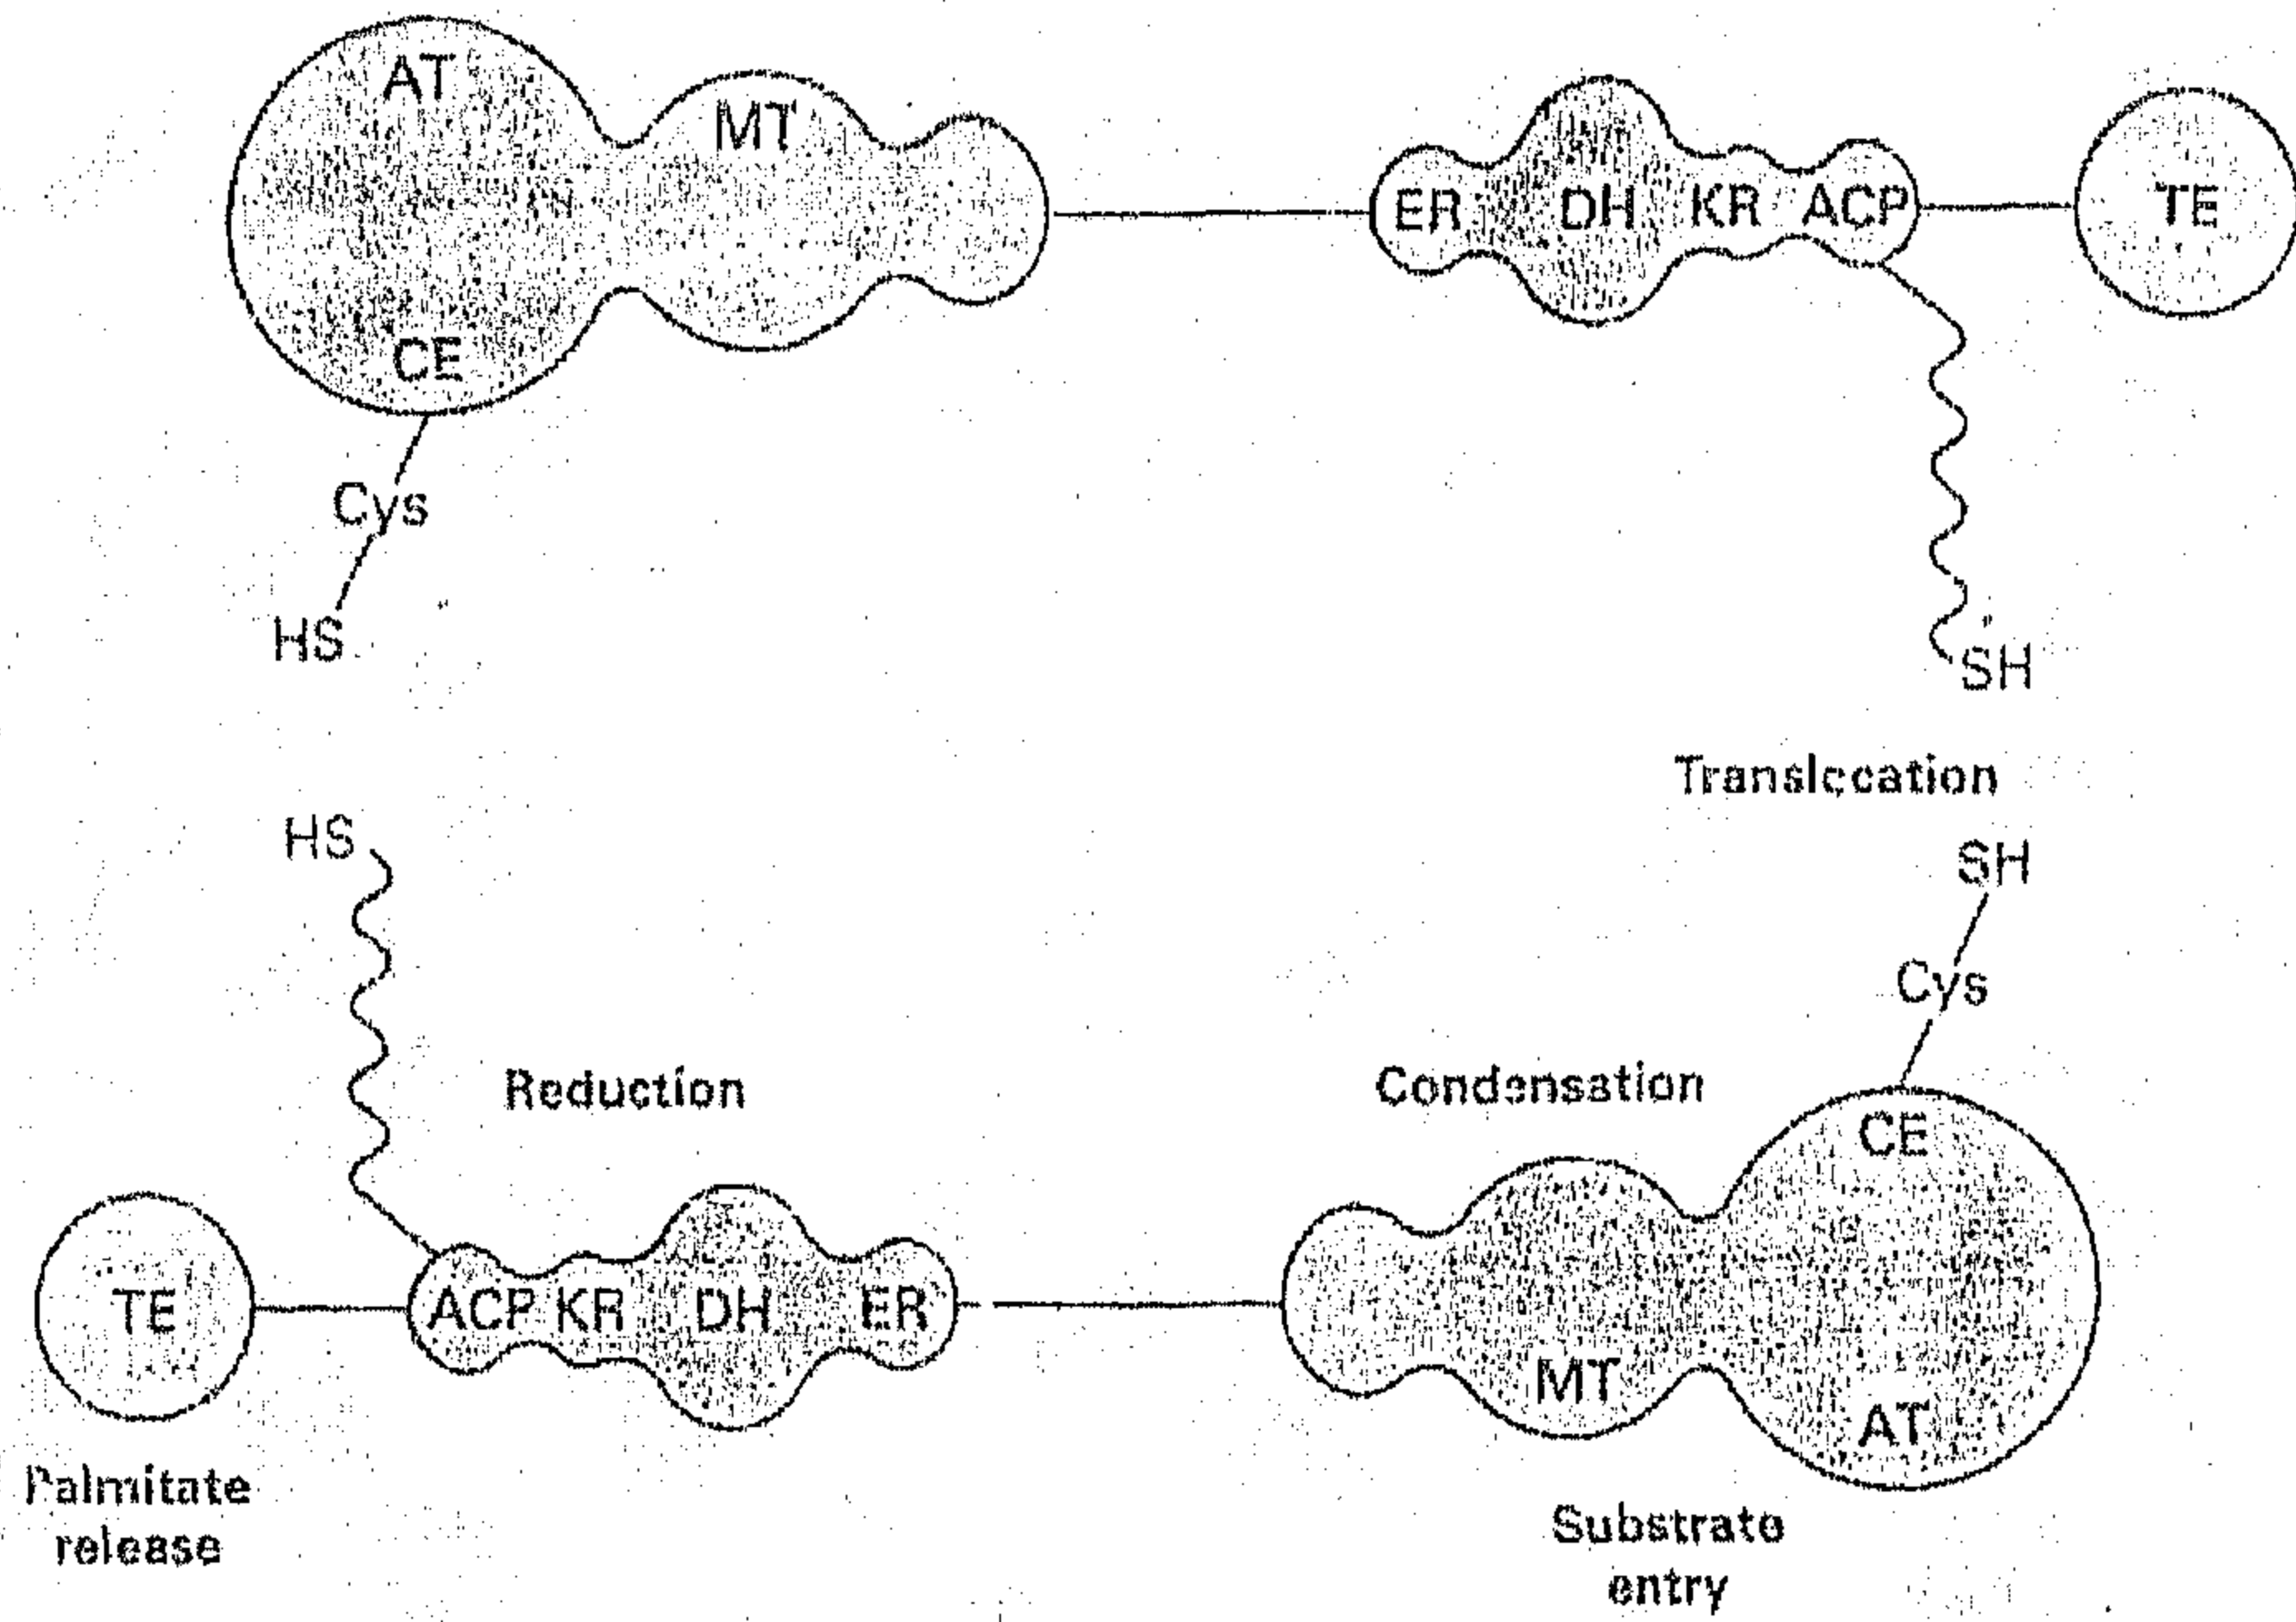 AT
MT
CE
Cys
HS
ER DH KR ACP
TE
SH
Translocation
HS
Reduction
TE
ACP KR DH ER
Palmitate
release
SH
Cys
Condensation
CE
MT
AT
Substrate
entry